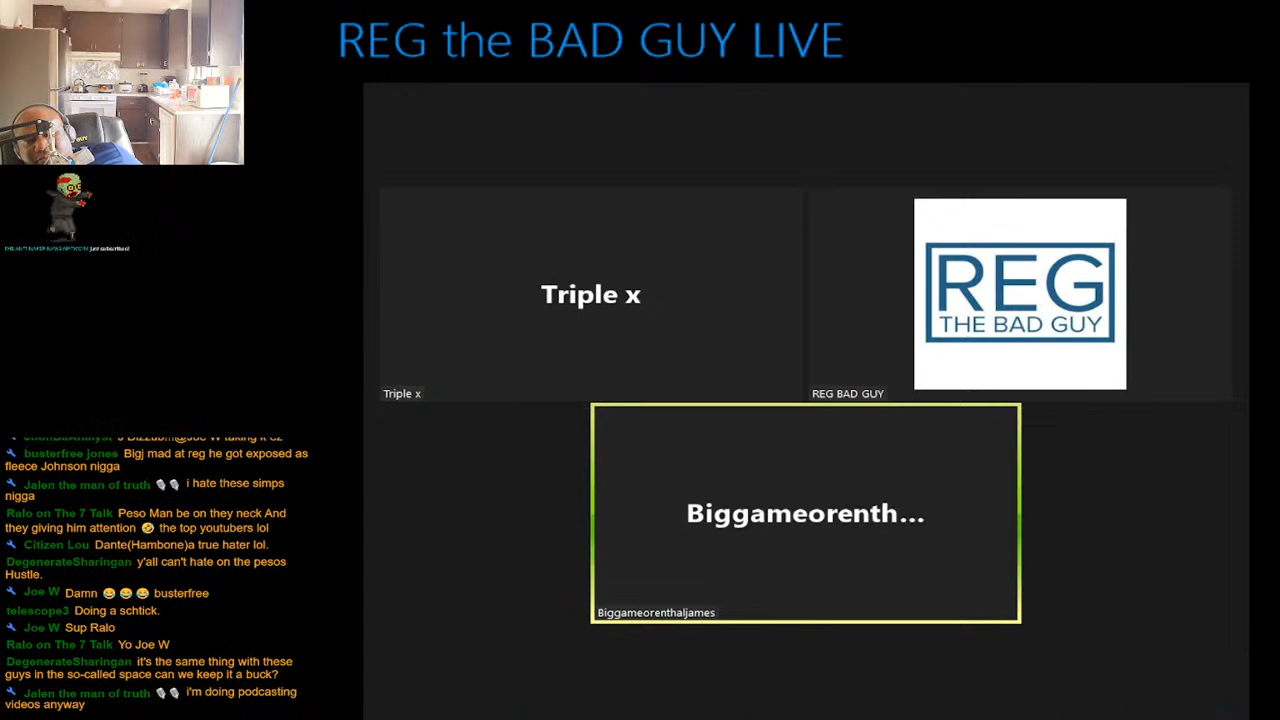 REG the BAD GUY LIVE
just subscribed!
Triple x
Triple x
REG
THE BAD GUY
REG BAD GUY
Biggameorenth...
Biggameorenthaljames
busterfree jones Bigj mad at reg he got exposed as
fleece Johnson nigga
Jalen the man of truth i hate these simps
nigga
Ralo on The 7 Talk Peso Man be on they neck And
they giving him attention 🤣 the top youtubers lol
Citizen Lou Dante(Hambone)a true hater lol.
DegenerateSharingan y'all can't hate on the pesos
Hustle.
Joe W Damn 😂 😂 😂 busterfree
telescope3 Doing a schtick.
Joe W Sup Ralo
Ralo on The 7 Talk Yo Joe W
DegenerateSharingan it's the same thing with these
guys in the so-called space can we keep it a buck?
Jalen the man of truth i'm doing podcasting
videos anyway